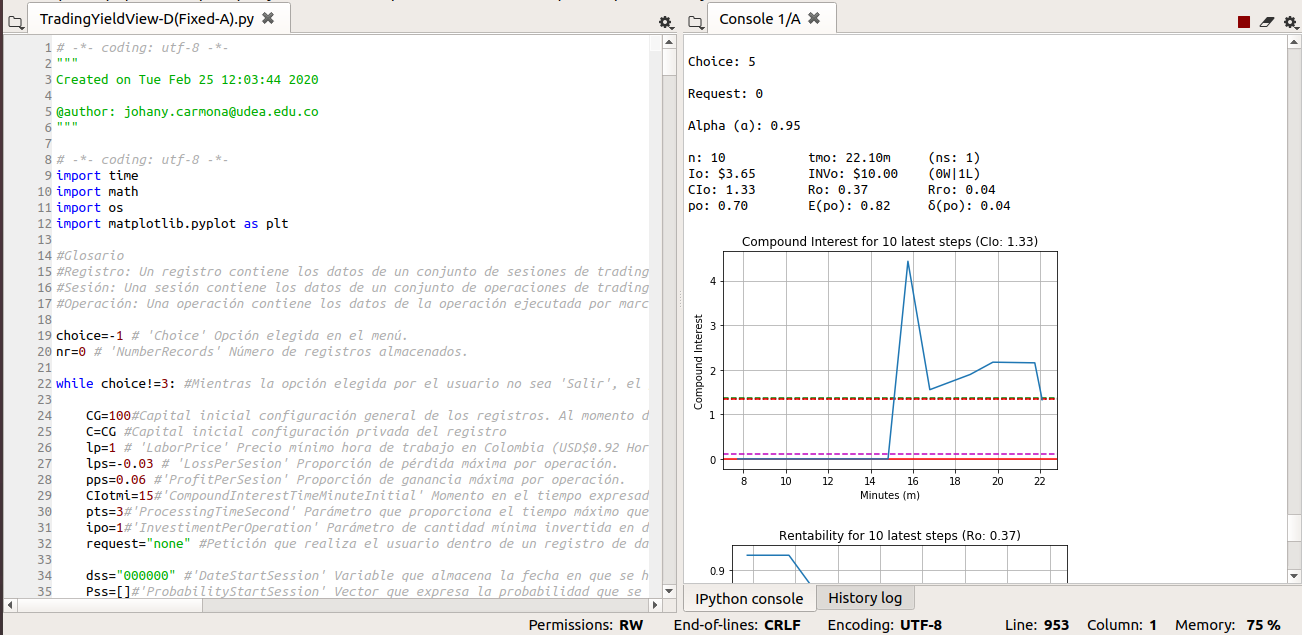 TradingYieldView-D(Fixed-A).py
1 # -*- coding: utf-8 -*-
2 """
3 Created on Tue Feb 25 12:03:44 2020
4
5 @author: johany.carmona@udea.edu.co
6 """
7
8 # -*- coding: utf-8 -*-
9 import time
10 import math
11 import os
12 import matplotlib.pyplot as plt
13
14 #Glosario
15 #Registro: Un registro contiene los datos de un conjunto de sesiones de trading
16 #Sesión: Una sesión contiene los datos de un conjunto de operaciones de trading
17 #Operación: Una operación contiene los datos de la operación ejecutada por marc
18
19 choice=-1 # 'Choice' Opción elegida en el menú.
20 nr=0 # 'NumberRecords' Número de registros almacenados.
21
22 while choice!=3: #Mientras la opción elegida por el usuario no sea 'Salir', el
23
24 CG=100#Capital inicial configuración general de los registros. Al momento d
25 C=CG #Capital inicial configuración privada del registro
26 lp=1 # 'LaborPrice' Precio minimo hora de trabajo en Colombia (USD$0.92 Hor
27 lps=-0.03 # 'LossPerSesion' Proporción de pérdida máxima por operación.
28 pps=0.06 #'ProfitPerSesion' Proporción de ganancia máxima por operación.
29 CIotmi=15#'CompoundInterestTimeMinuteInitial' Momento en el tiempo expresad
30 pts=3#'ProcessingTimeSecond' Parámetro que proporciona el tiempo máximo que
31 ipo=1#'InvestimentPerOperation' Parámetro de cantidad minima invertida en d
32 request="none" #Petición que realiza el usuario dentro de un registro de da
33
34 dss="000000" #'DateStartSession' Variable que almacena la fecha en que se h
35 Pss=[]#'ProbabilityStartSession' Vector que expresa la probabilidad que se
Console 1/A
Choice: 5
Request: 0
Alpha (α): 0.95
n: 10 tmo: 22.10m (ns: 1)
Io: $3.65 INVo: $10.00 (0W|1L)
CIo: 1.33 Ro: 0.37 Rro: 0.04
po: 0.70 E(po): 0.82 δ(po): 0.04
Compound Interest for 10 latest steps (CIo: 1.33)
Compound Interest
4
3
2
1
0
8 10 12 14 16 18 20 22
Minutes (m)
Rentability for 10 latest steps (Ro: 0.37)
0.9
IPython console History log
Permissions: RW End-of-lines: CRLF Encoding: UTF-8 Line: 953 Column: 1 Memory: 75 %